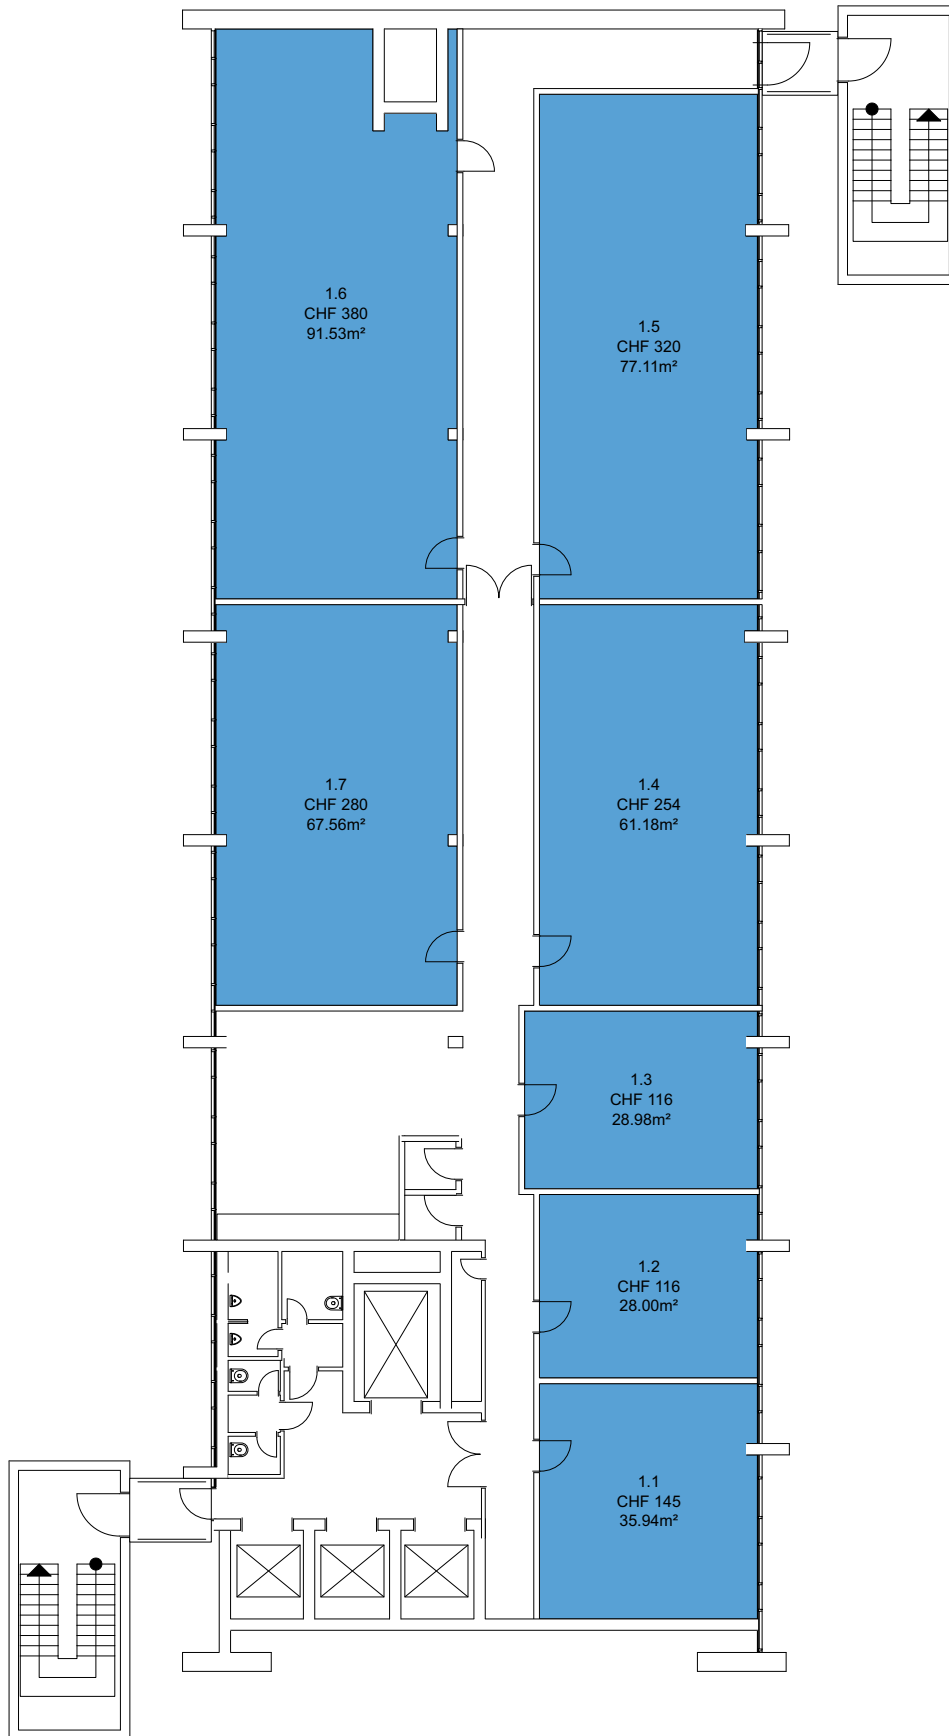 1.6
CHF 380
91.53m²
1.5
CHF 320
77.11m²
1.7
CHF 280
67.56m²
1.4
CHF 254
61.18m²
1.3
CHF 116
28.98m²
1.2
CHF 116
28.00m²
1.1
CHF 145
35.94m²